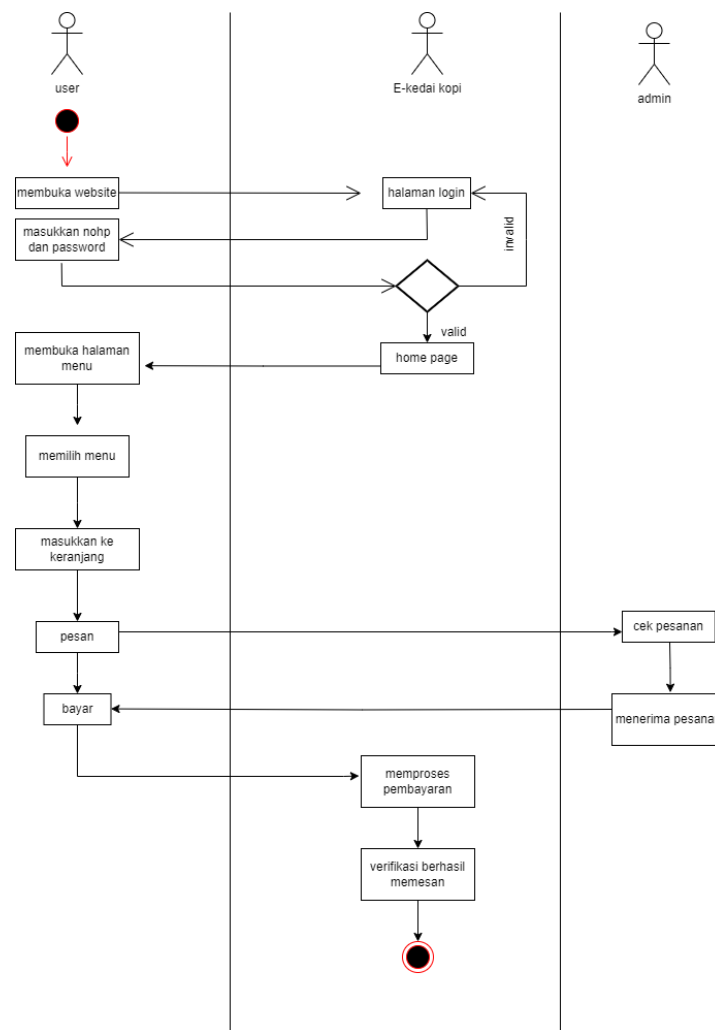 user
E-kedai kopi
admin
membuka website
halaman login
masukkan nohp
dan password
invalid
valid
membuka halaman
menu
home page
memilih menu
masukkan ke
keranjang
pesan
cek pesanan
bayar
menerima pesana
memproses
pembayaran
verifikasi berhasil
memesan